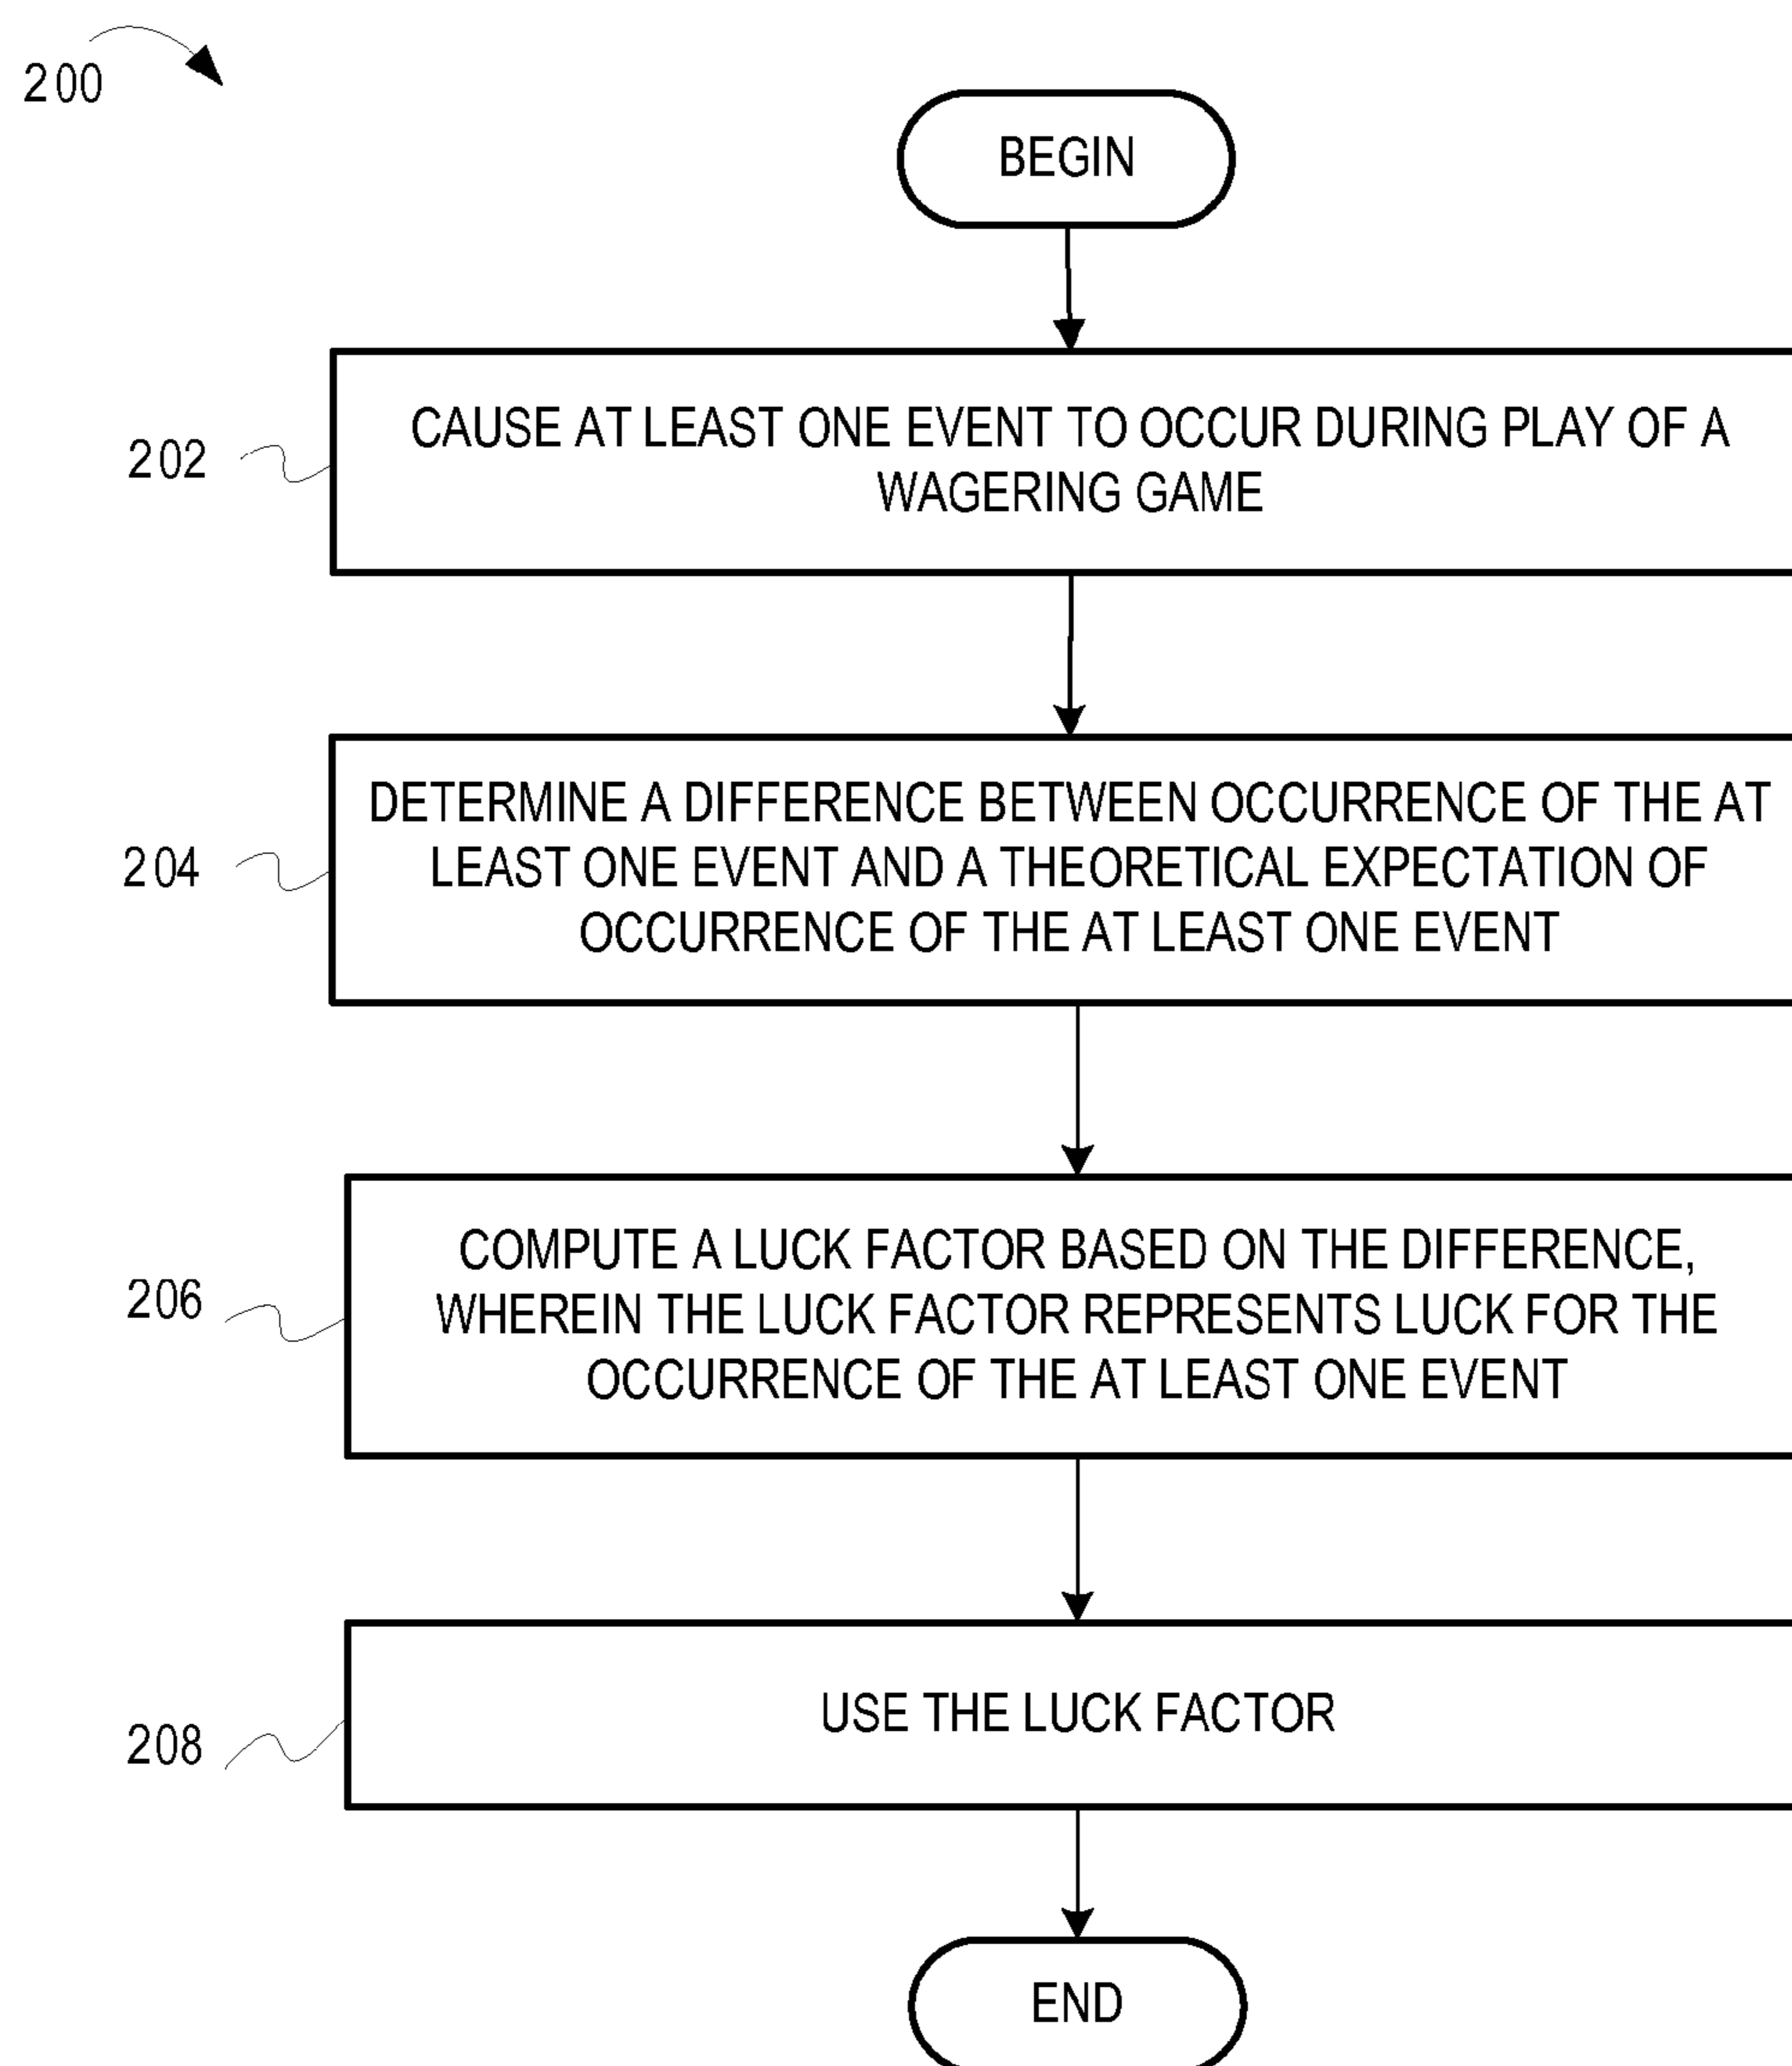 200
BEGIN
202
CAUSE AT LEAST ONE EVENT TO OCCUR DURING PLAY OF A
WAGERING GAME
204
DETERMINE A DIFFERENCE BETWEEN OCCURRENCE OF THE AT
LEAST ONE EVENT AND A THEORETICAL EXPECTATION OF
OCCURRENCE OF THE AT LEAST ONE EVENT
206
COMPUTE A LUCK FACTOR BASED ON THE DIFFERENCE,
WHEREIN THE LUCK FACTOR REPRESENTS LUCK FOR THE
OCCURRENCE OF THE AT LEAST ONE EVENT
208
USE THE LUCK FACTOR
END